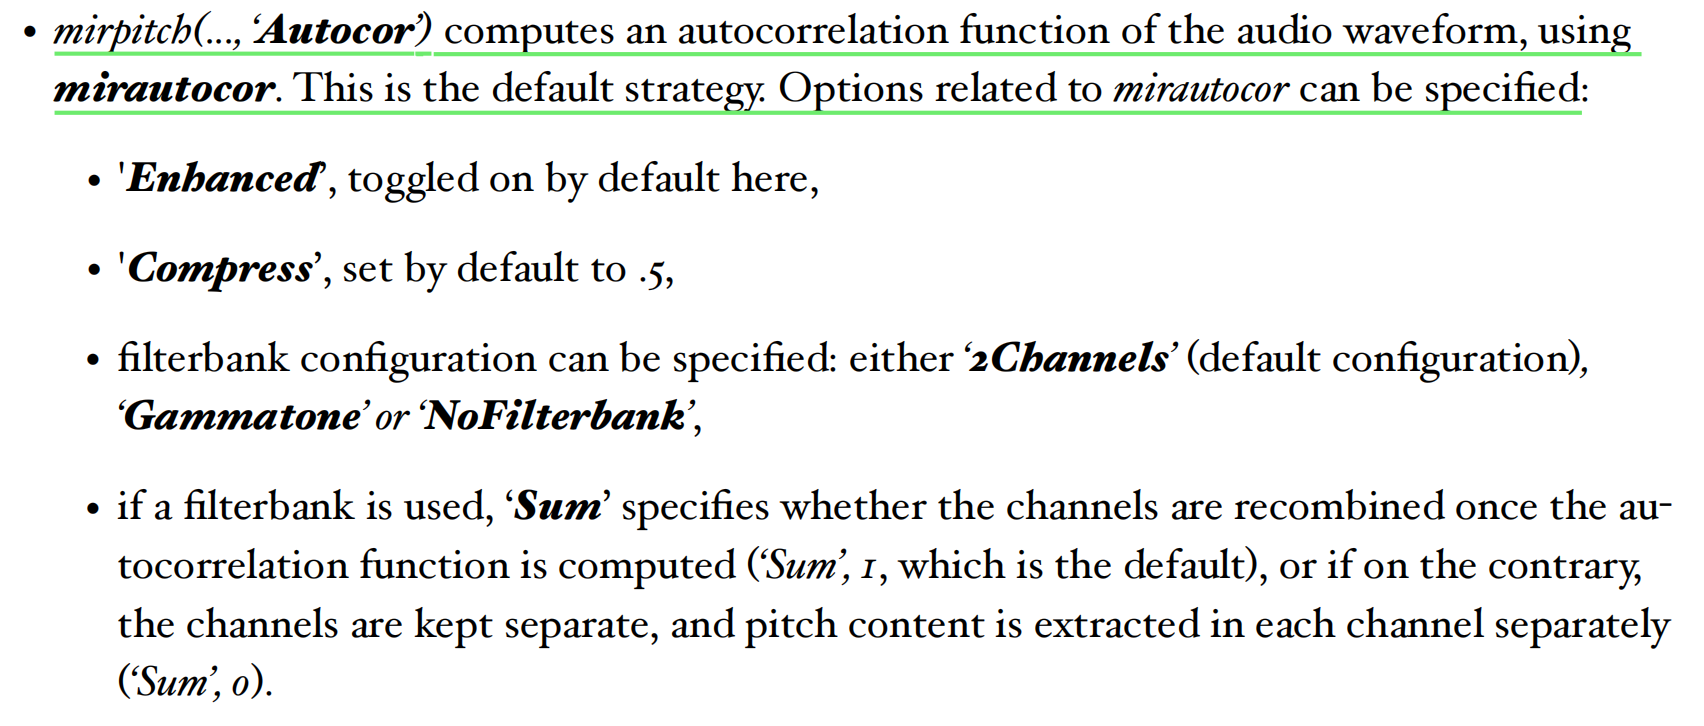 • mirpitch(..., ‘Autocor’) computes an autocorrelation function of the audio waveform, using
mirautocor. This is the default strategy. Options related to mirautocor can be specified:
• 'Enhanced’, toggled on by default here,
• 'Compress’, set by default to .5,
• filterbank configuration can be specified: either ‘2Channels’ (default configuration),
‘Gammatone’ or ‘NoFilterbank’,
• if a filterbank is used, ‘Sum’ specifies whether the channels are recombined once the au-
tocorrelation function is computed (‘Sum’, 1, which is the default), or if on the contrary,
the channels are kept separate, and pitch content is extracted in each channel separately
(‘Sum’, 0).